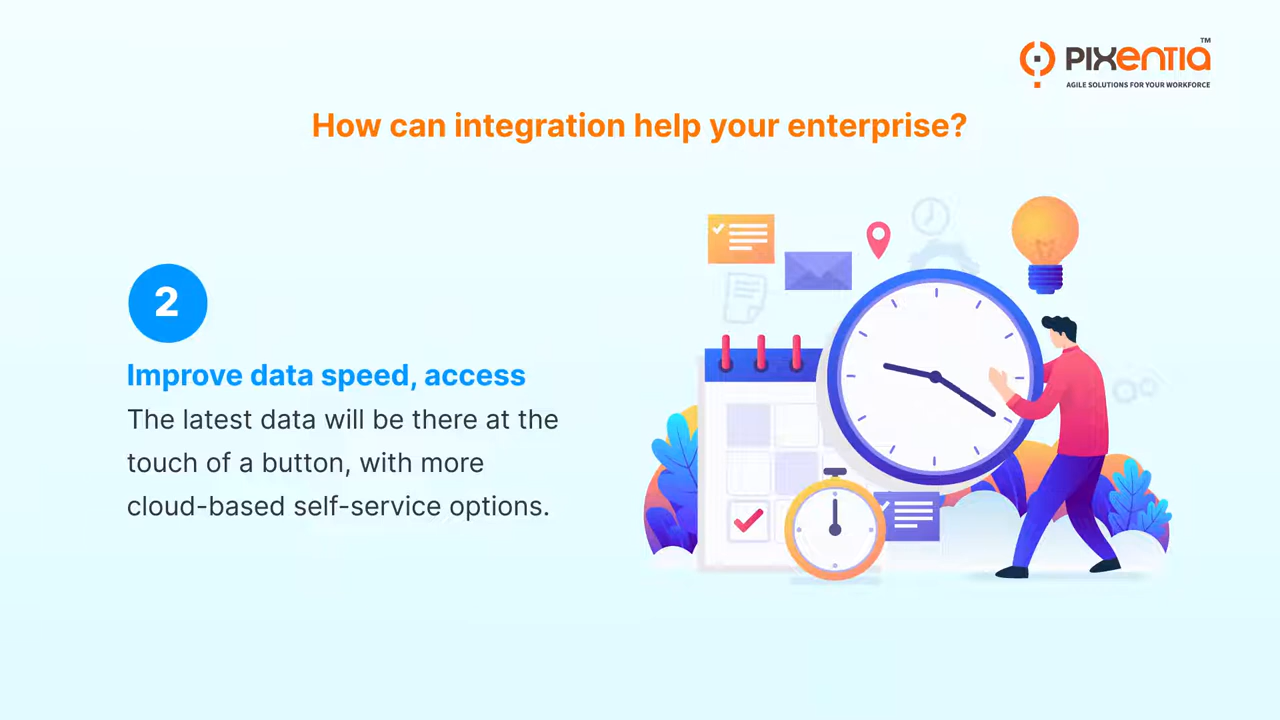 PIXENTIA™
AGILE SOLUTIONS FOR YOUR WORKFORCE
How can integration help your enterprise?
2
Improve data speed, access
The latest data will be there at the
touch of a button, with more
cloud-based self-service options.